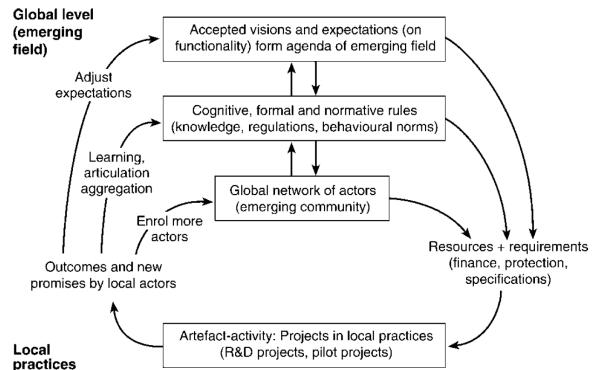 Global level
(emerging
field)
Accepted visions and expectations (on
functionality) form agenda of emerging field
Adjust
expectations
Cognitive, formal and normative rules
(knowledge, regulations, behavioural norms)
Learning,
articulation
aggregation
Global network of actors
(emerging community)
Enrol more
actors
Resources + requirements
(finance, protection,
specifications)
Outcomes and new
promises by local actors
Artefact-activity: Projects in local practices
(R&D projects, pilot projects)
Local
practices